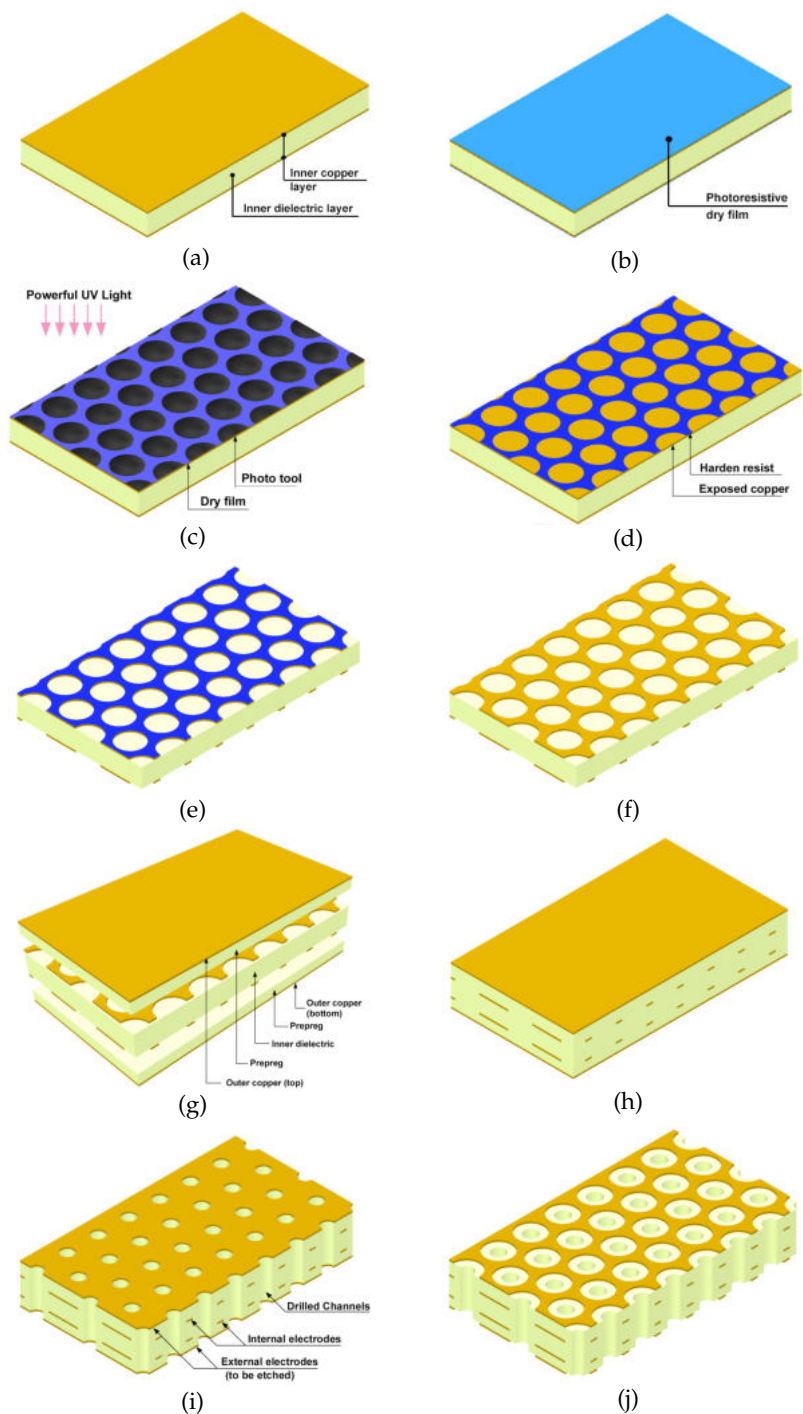 Inner copper
layer
Inner dielectric layer
(a)
Photoresistive
dry film
(b)
Powerful UV Light
Photo tool
Dry film
(c)
Harden resist
Exposed copper
(d)
(e)
(f)
Outer copper
(bottom)
Prepreg
Inner dielectric
Prepreg
Outer copper (top)
(g)
(h)
Drilled Channels
Internal electrodes
External electrodes
(to be etched)
(i)
(j)